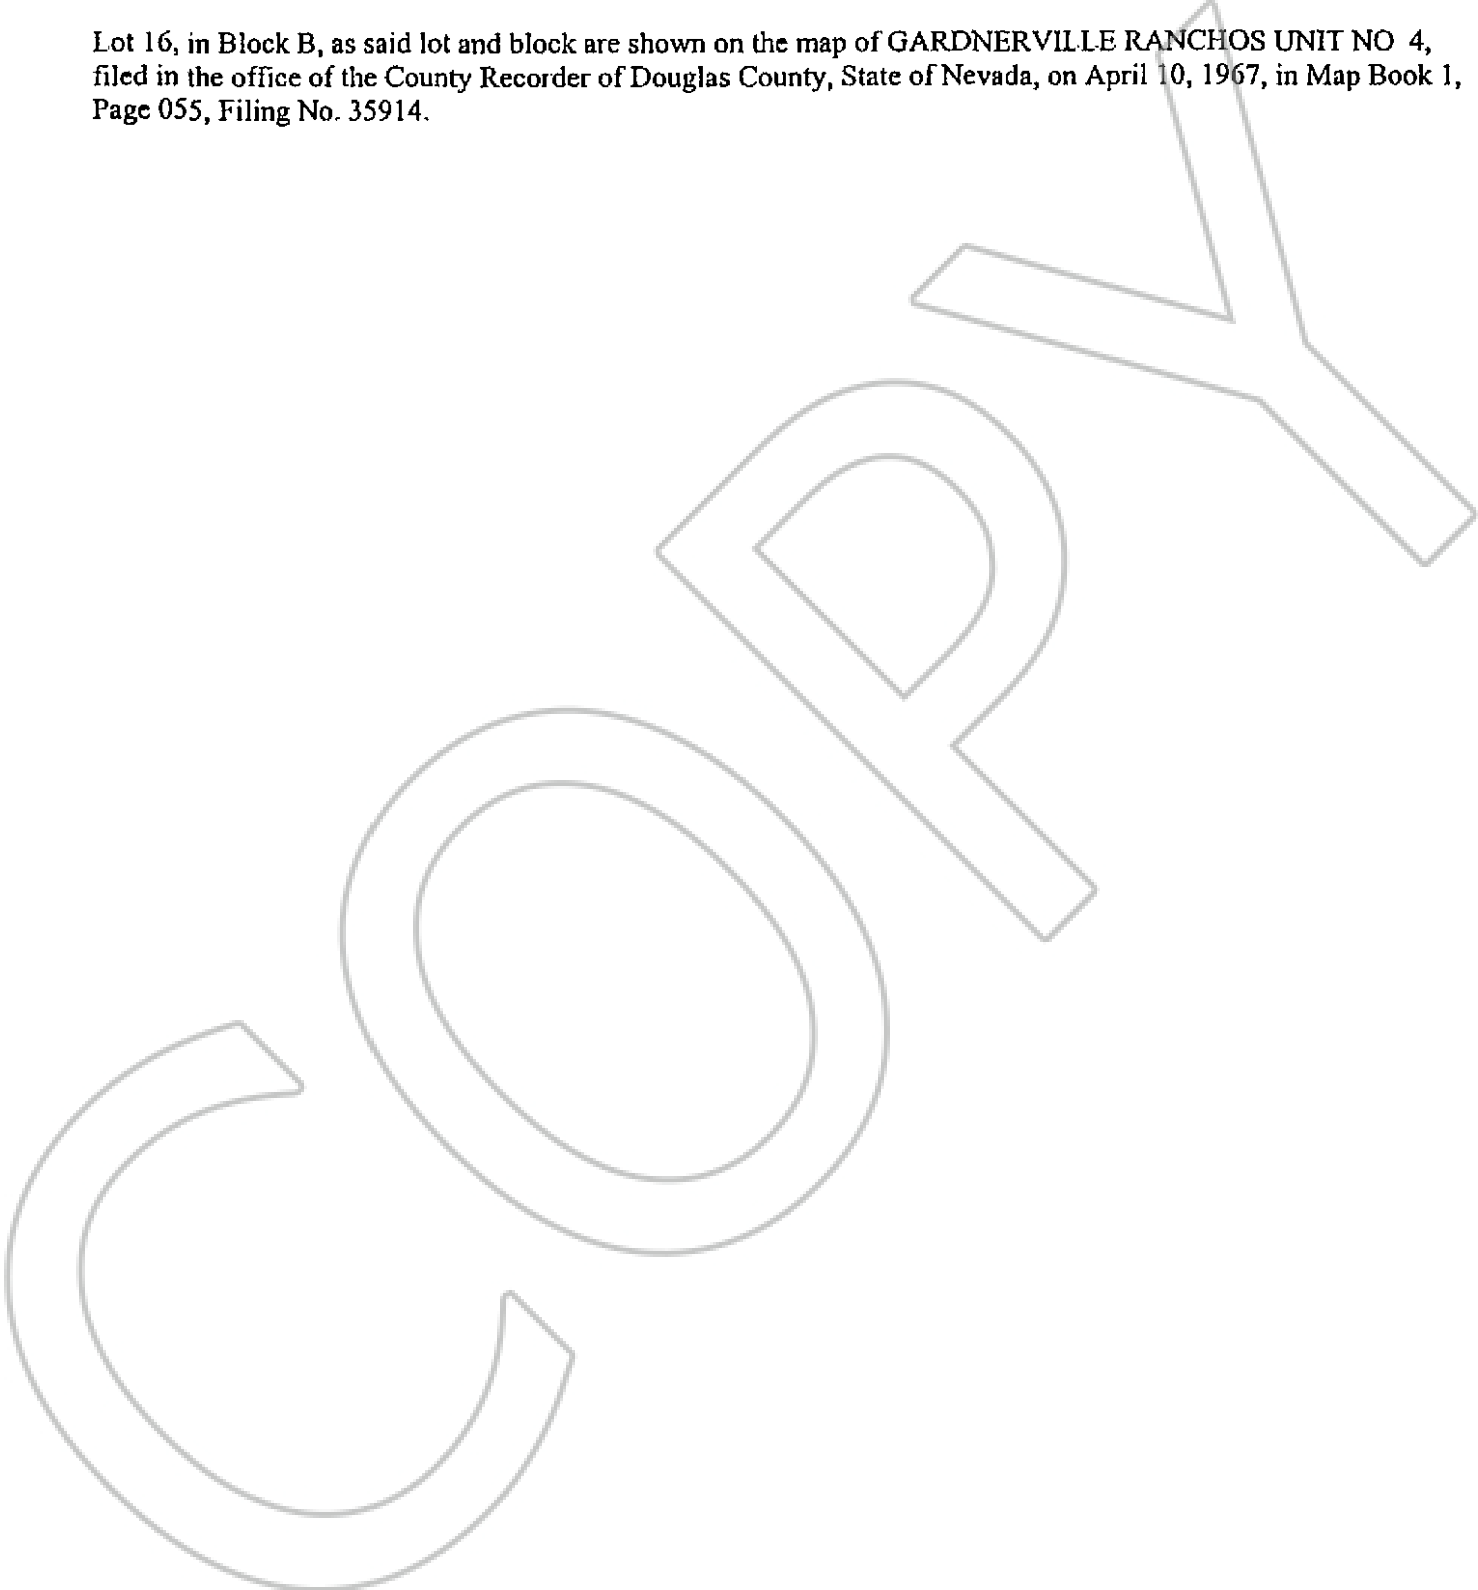 Lot 16, in Block B, as said lot and block are shown on the map of GARDNERVILLE RANCHOS UNIT NO 4,
filed in the office of the County Recorder of Douglas County, State of Nevada, on April 10, 1967, in Map Book 1,
Page 055, Filing No. 35914.
COPY